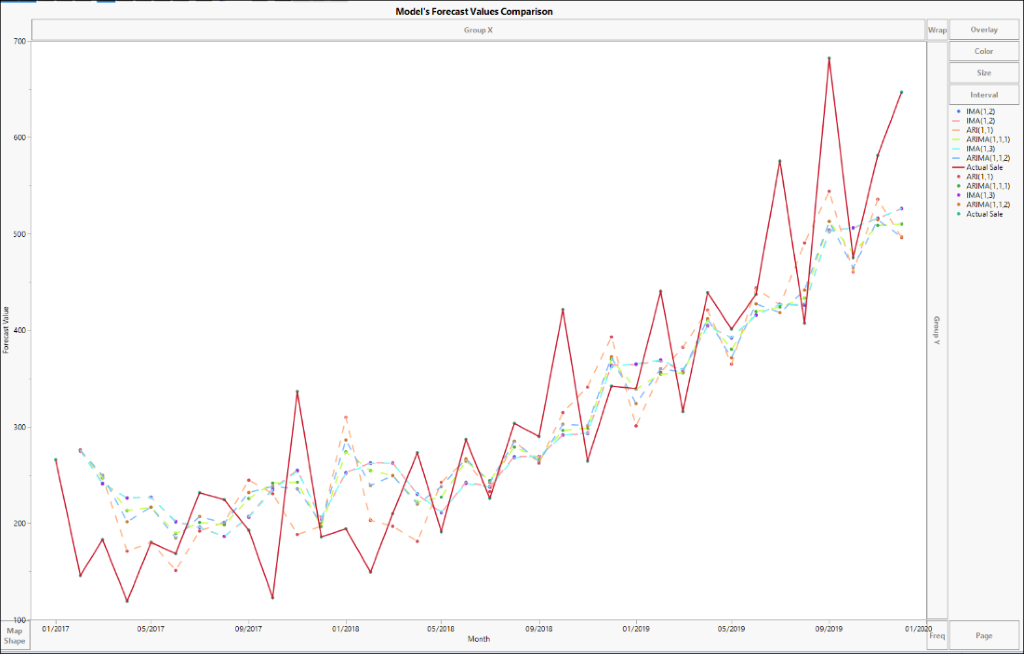 Model's Forecast Values Comparison
Group X
Wrap
Overlay
Color
Size
Interval
IMA(1,2)
IMA(1,2)
ARI(1,1)
ARIMA(1,1,1)
IMA(1,3)
ARIMA(1,1,2)
Actual Sale
ARI(1,1)
ARIMA(1,1,1)
IMA(1,3)
ARIMA(1,1,2)
Actual Sale
700
600
500
400
300
200
100
Forecast Value
Group Y
Map
Shape
01/2017
05/2017
09/2017
01/2018
05/2018
09/2018
01/2019
05/2019
09/2019
01/2020
Month
Freq
Page